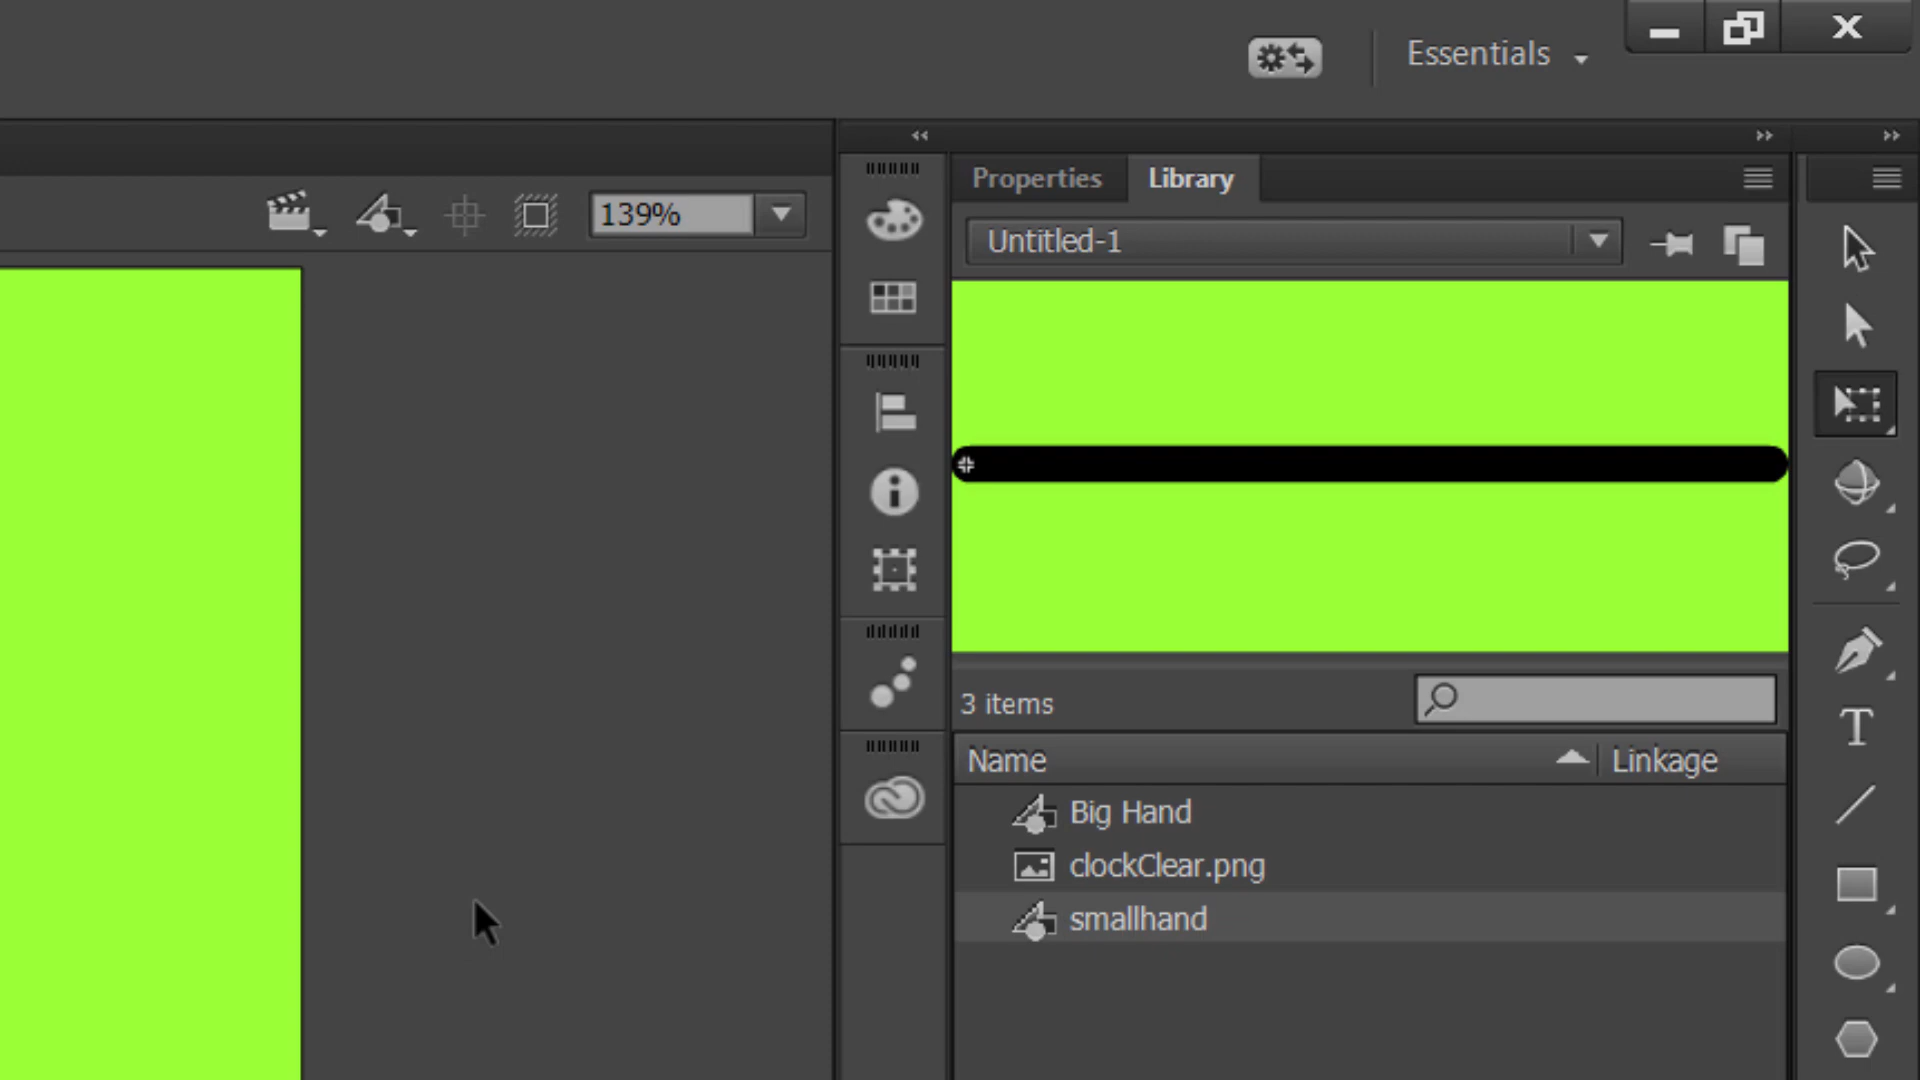 Essentials
Properties
Library
139%
Untitled-1
3 items
Name
Linkage
Big Hand
clockClear.png
smallhand